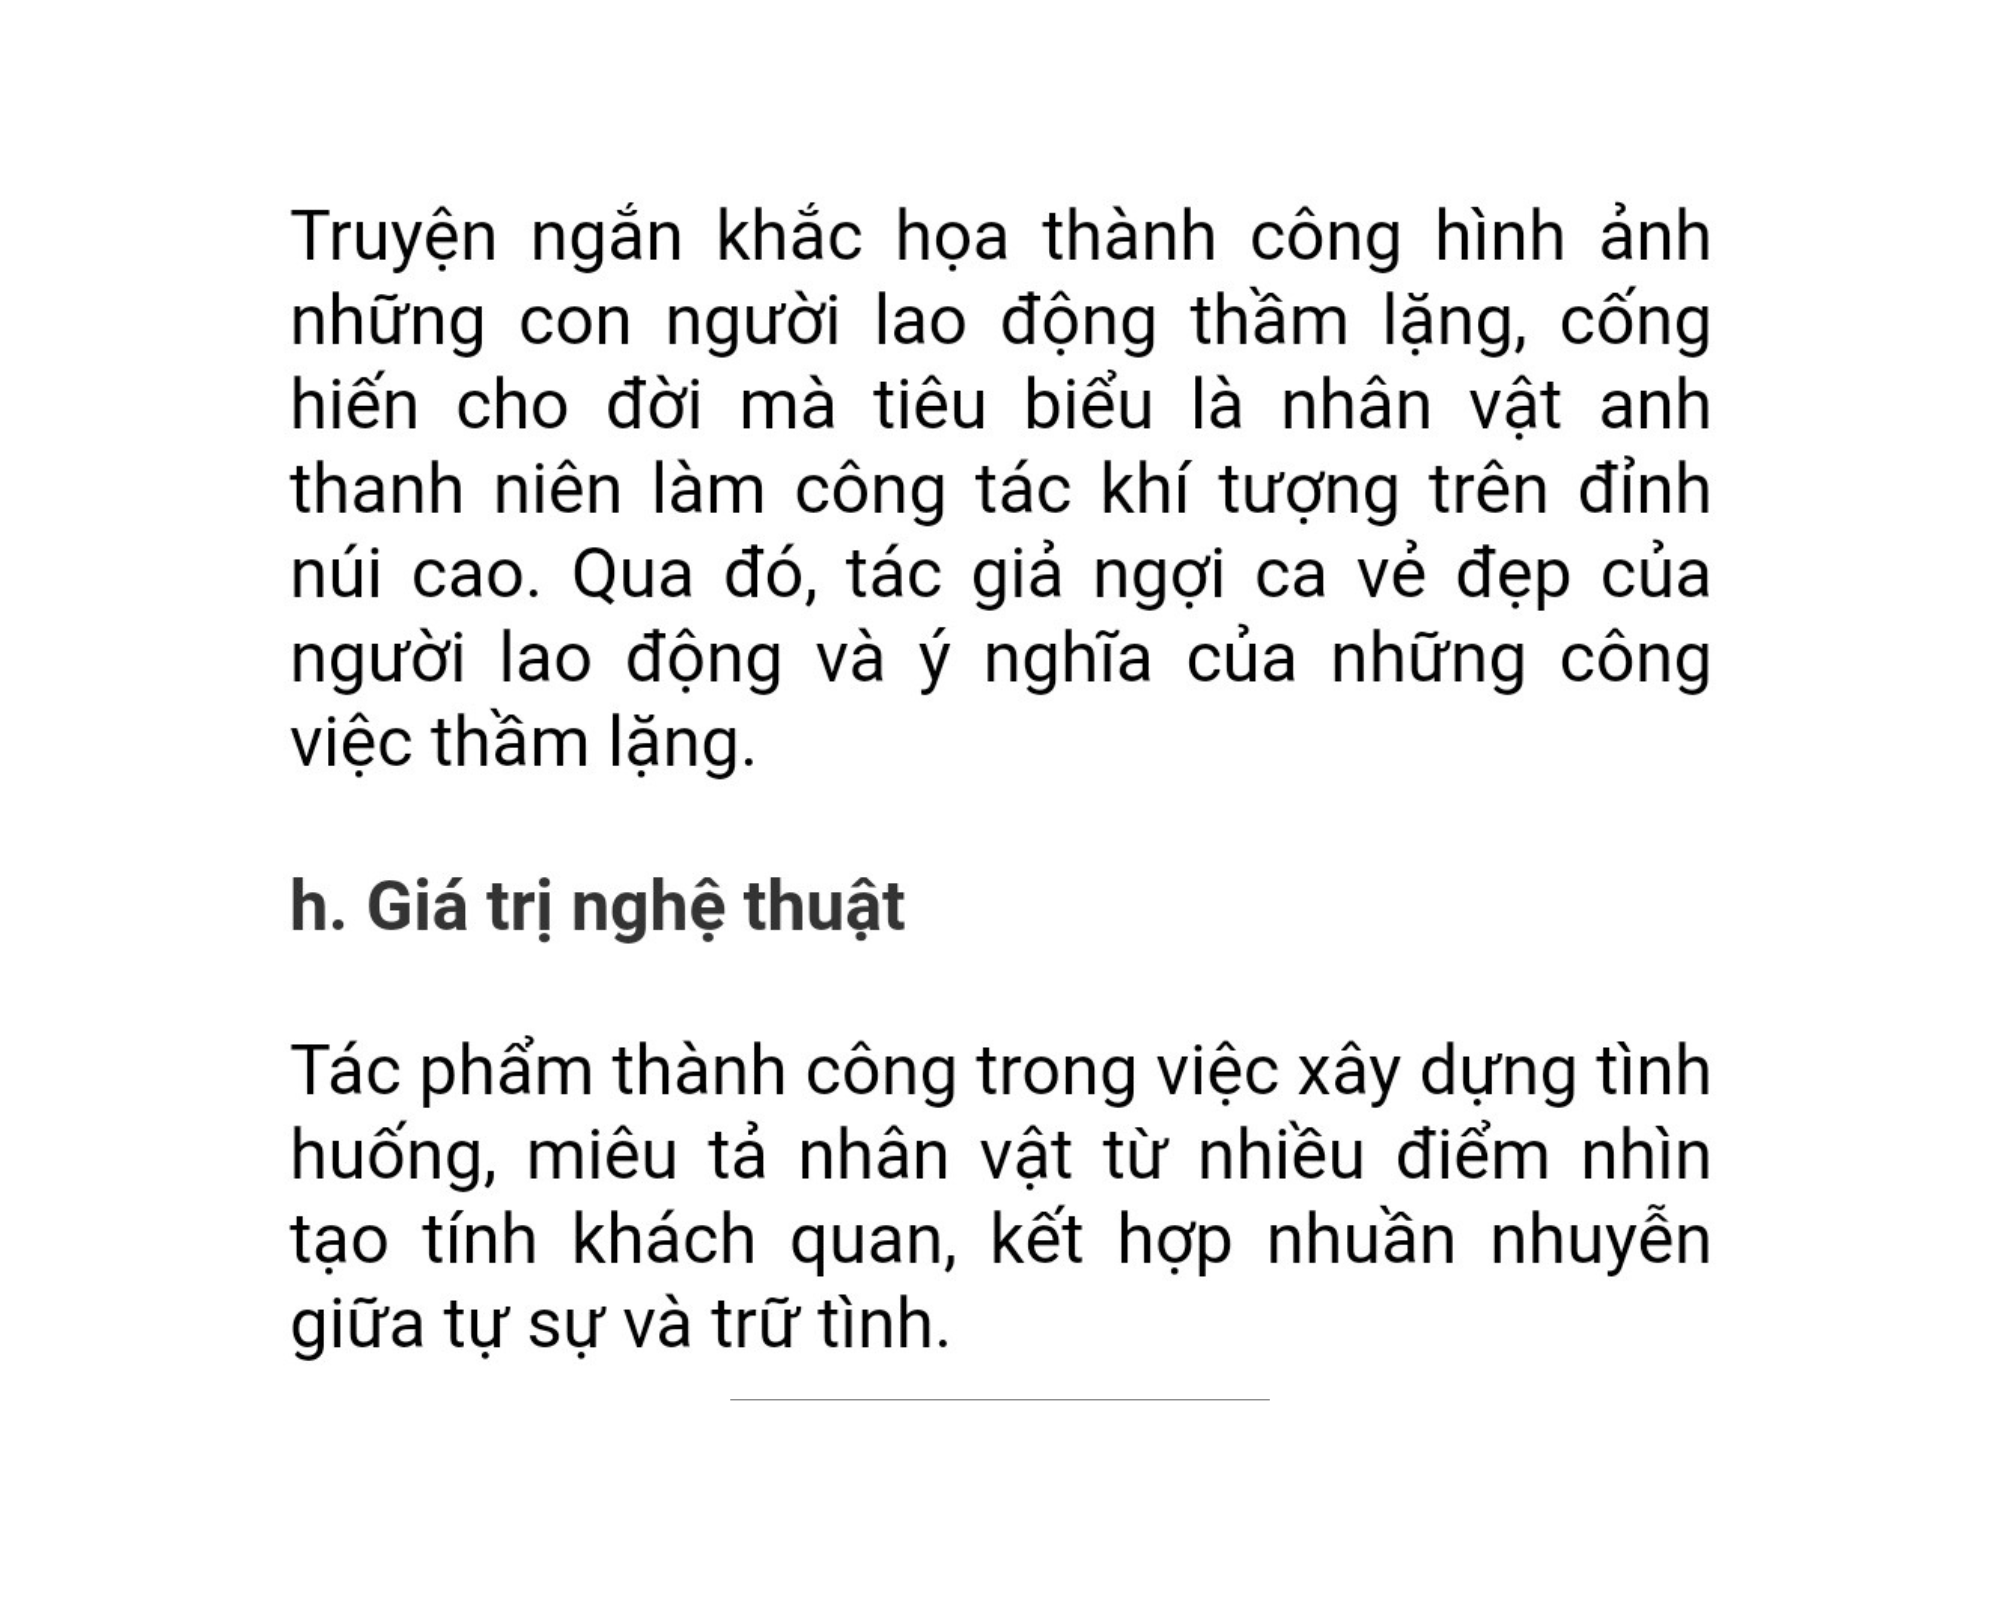 Truyện ngắn khắc họa thành công hình ảnh
những con người lao động thầm lặng, cống
hiến cho đời mà tiêu biểu là nhân vật anh
thanh niên làm công tác khí tượng trên đỉnh
núi cao. Qua đó, tác giả ngợi ca vẻ đẹp của
người lao động và ý nghĩa của những công
việc thầm lặng.
h. Giá trị nghệ thuật
Tác phẩm thành công trong việc xây dựng tình
huống, miêu tả nhân vật từ nhiều điểm nhìn
tạo tính khách quan, kết hợp nhuần nhuyễn
giữa tự sự và trữ tình.